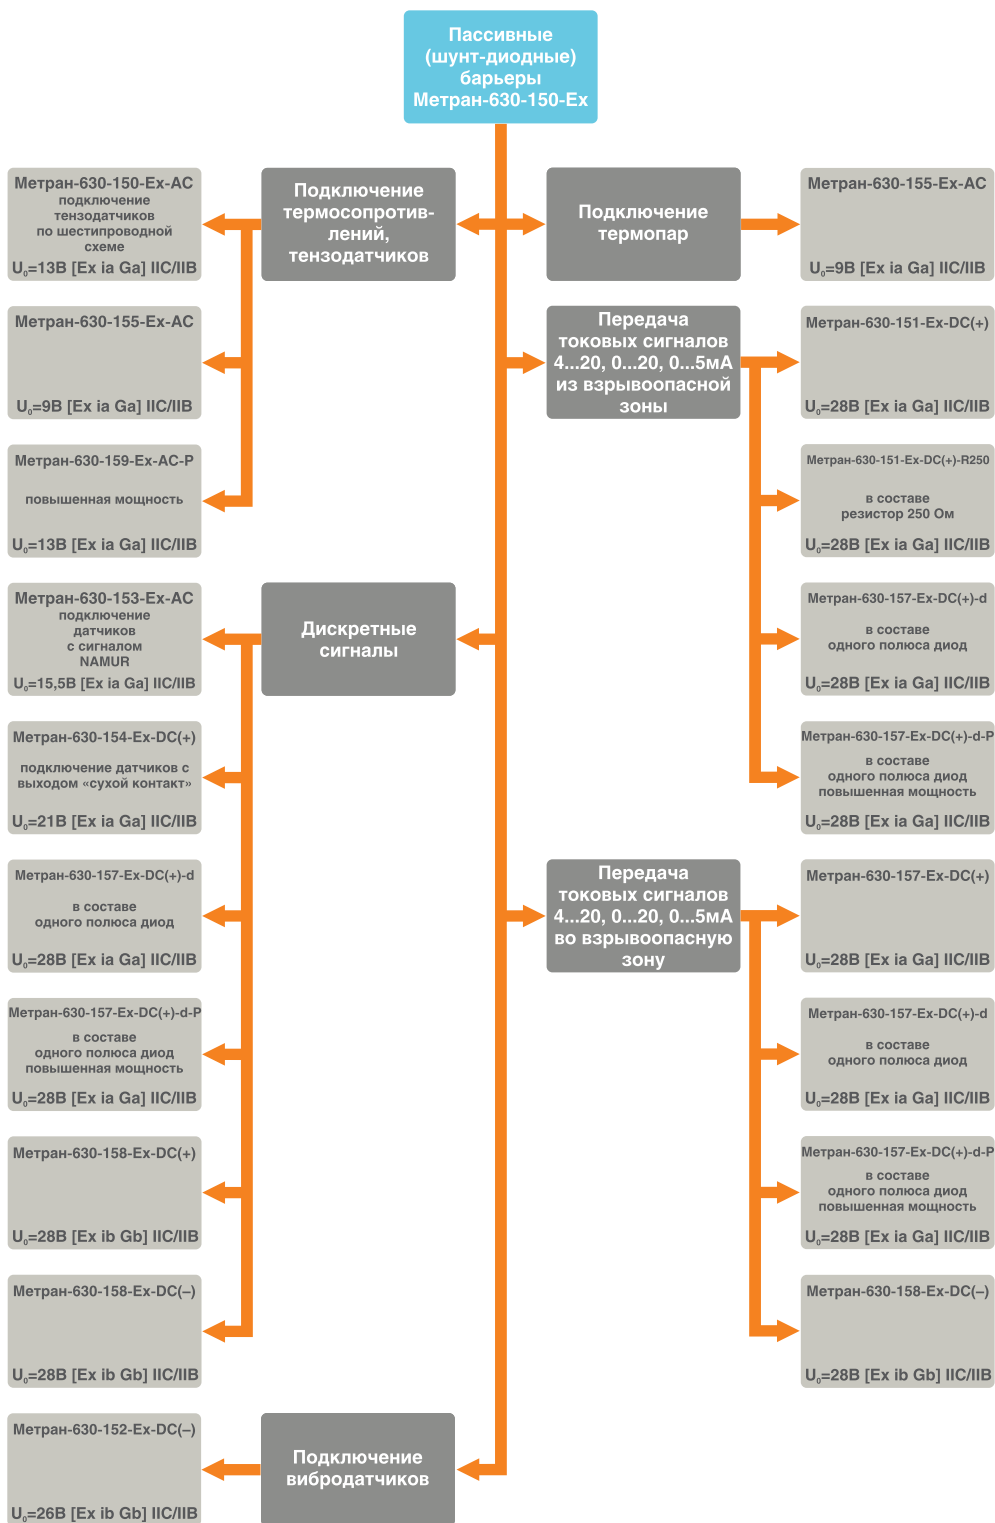 Пассивные
(шунт-диодные)
барьеры
Метран-630-150-Ex
Подключение
термосопротив-
лений,
тензодатчиков
Метран-630-150-Ex-AC
подключение
тензодатчиков
по шестипроводной
схеме
U₀=13В [Ex ia Ga] IIC/IIB
Метран-630-155-Ex-AC
U₀=9В [Ex ia Ga] IIC/IIB
Метран-630-159-Ex-AC-P
повышенная мощность
U₀=13В [Ex ia Ga] IIC/IIB
Подключение
термопар
Метран-630-155-Ex-AC
U₀=9В [Ex ia Ga] IIC/IIB
Передача
токовых сигналов
4...20, 0...20, 0...5мА
из взрывоопасной
зоны
Метран-630-151-Ex-DC(+)
U₀=28В [Ex ia Ga] IIC/IIB
Метран-630-151-Ex-DC(+)-R250
в составе
резистор 250 Ом
U₀=28В [Ex ia Ga] IIC/IIB
Метран-630-157-Ex-DC(+)-d
в составе
одного полюса диод
U₀=28В [Ex ia Ga] IIC/IIB
Метран-630-157-Ex-DC(+)-d-P
в составе
одного полюса диод
повышенная мощность
U₀=28В [Ex ia Ga] IIC/IIB
Дискретные
сигналы
Метран-630-153-Ex-AC
подключение
датчиков
с сигналом
NAMUR
U₀=15,5В [Ex ia Ga] IIC/IIB
Метран-630-154-Ex-DC(+)
подключение датчиков с
выходом «сухой контакт»
U₀=21В [Ex ia Ga] IIC/IIB
Метран-630-157-Ex-DC(+)-d
в составе
одного полюса диод
U₀=28В [Ex ia Ga] IIC/IIB
Метран-630-157-Ex-DC(+)-d-P
в составе
одного полюса диод
повышенная мощность
U₀=28В [Ex ia Ga] IIC/IIB
Метран-630-158-Ex-DC(+)
U₀=28В [Ex ib Gb] IIC/IIB
Метран-630-158-Ex-DC(–)
U₀=28В [Ex ib Gb] IIC/IIB
Передача
токовых сигналов
4...20, 0...20, 0...5мА
во взрывоопасную
зону
Метран-630-157-Ex-DC(+)
U₀=28В [Ex ia Ga] IIC/IIB
Метран-630-157-Ex-DC(+)-d
в составе
одного полюса диод
U₀=28В [Ex ia Ga] IIC/IIB
Метран-630-157-Ex-DC(+)-d-P
в составе
одного полюса диод
повышенная мощность
U₀=28В [Ex ia Ga] IIC/IIB
Метран-630-158-Ex-DC(–)
U₀=28В [Ex ib Gb] IIC/IIB
Подключение
вибродатчиков
Метран-630-152-Ex-DC(–)
U₀=26В [Ex ib Gb] IIC/IIB